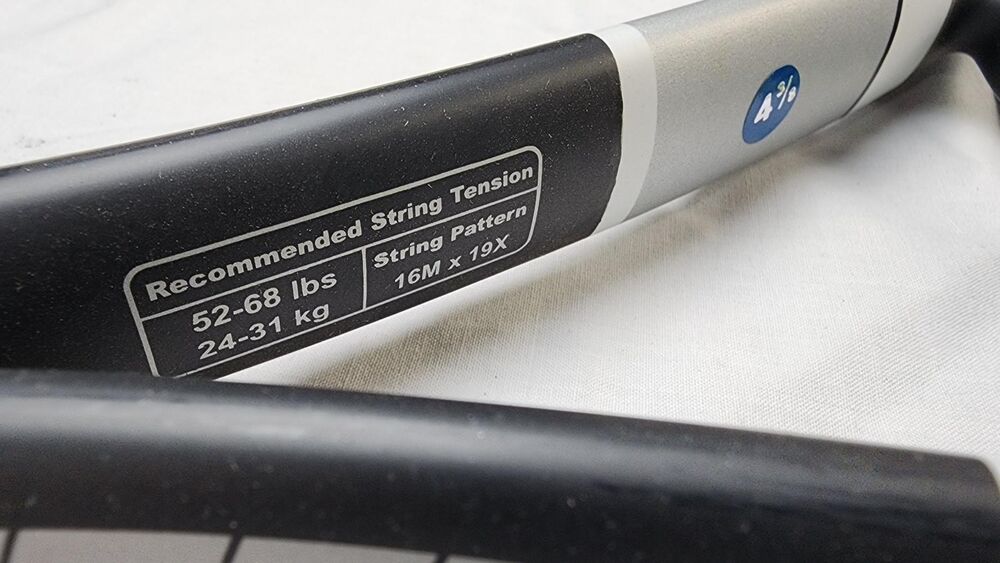 Recommended String Tension
52-68 lbs
24-31 kg
String Pattern
16M x 19X
4 3/8